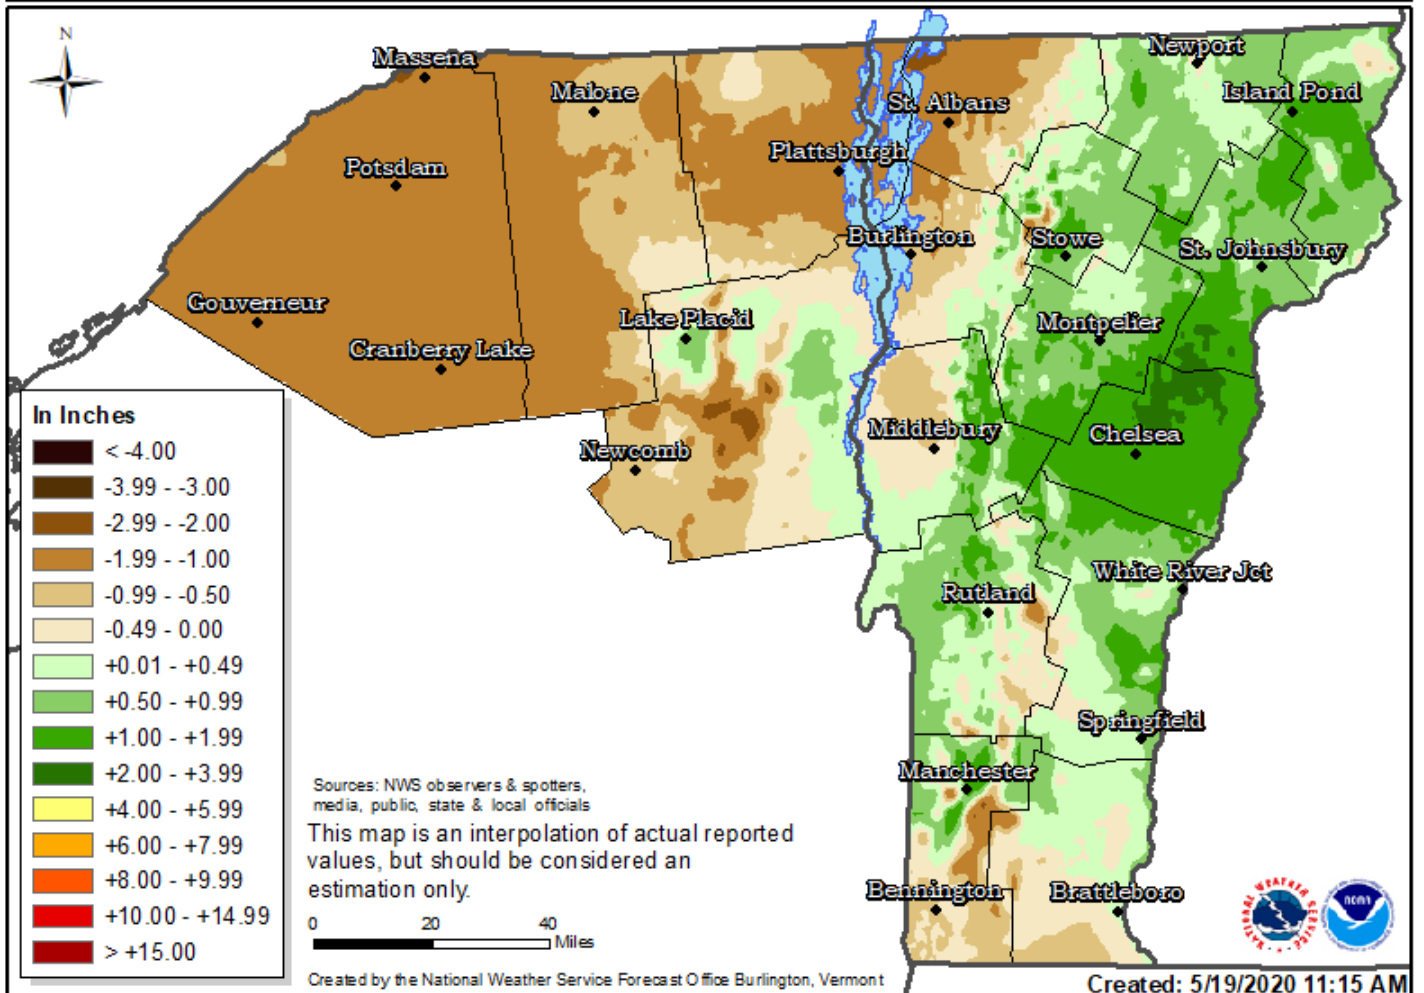 N
Massena
Malone
Newport
Island Pond
St. Albans
Plattsburgh
Potsdam
Burlington
Stowe
St. Johnsbury
Gouverneur
Lake Placid
Montpelier
Cranberry Lake
Middlebury
Chelsea
Newcomb
In Inches
< -4.00
-3.99 - -3.00
-2.99 - -2.00
-1.99 - -1.00
-0.99 - -0.50
-0.49 - 0.00
+0.01 - +0.49
+0.50 - +0.99
+1.00 - +1.99
+2.00 - +3.99
+4.00 - +5.99
+6.00 - +7.99
+8.00 - +9.99
+10.00 - +14.99
> +15.00
White River Jct
Rutland
Springfield
Manchester
Bennington
Brattleboro
Sources: NWS observers & spotters,
media, public, state & local officials
This map is an interpolation of actual reported
values, but should be considered an
estimation only.
0 20 40
Miles
NATIONAL WEATHER SERVICE
noaa
Created by the National Weather Service Forecast Office Burlington, Vermont
Created: 5/19/2020 11:15 AM